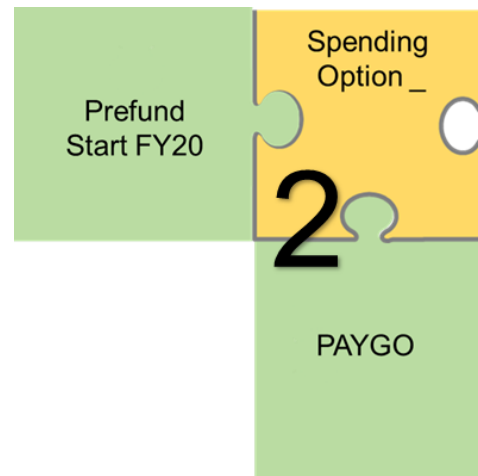 Spending
Option _
Prefund
Start FY20
2
PAYGO